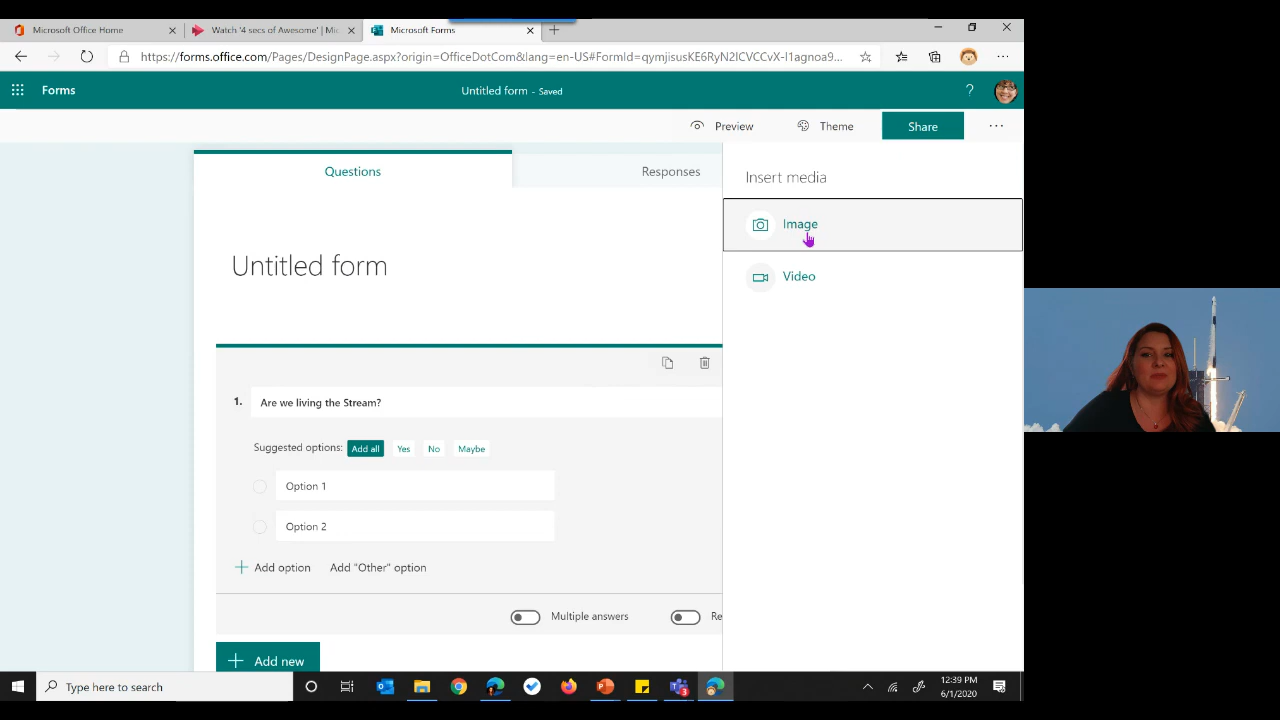 Microsoft Office Home
Watch '4 secs of Awesome' | Mic
Microsoft Forms
https://forms.office.com/Pages/DesignPage.aspx?origin=OfficeDotCom&lang=en-US#FormId=qymjisusKE6RyN2lCVCCvX-l1agnoa9...
Forms
Untitled form - Saved
?
Preview
Theme
Share
Questions
Responses
Insert media
Image
Video
Untitled form
1. Are we living the Stream?
Suggested options: Add all Yes No Maybe
Option 1
Option 2
Add option
Add "Other" option
Multiple answers
Re
Add new
Type here to search
12:39 PM
6/1/2020